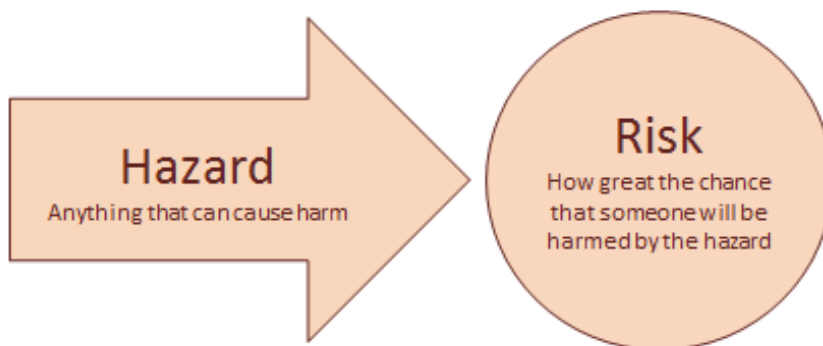 Hazard
Anything that can cause harm
Risk
How great the chance
that someone will be
harmed by the hazard